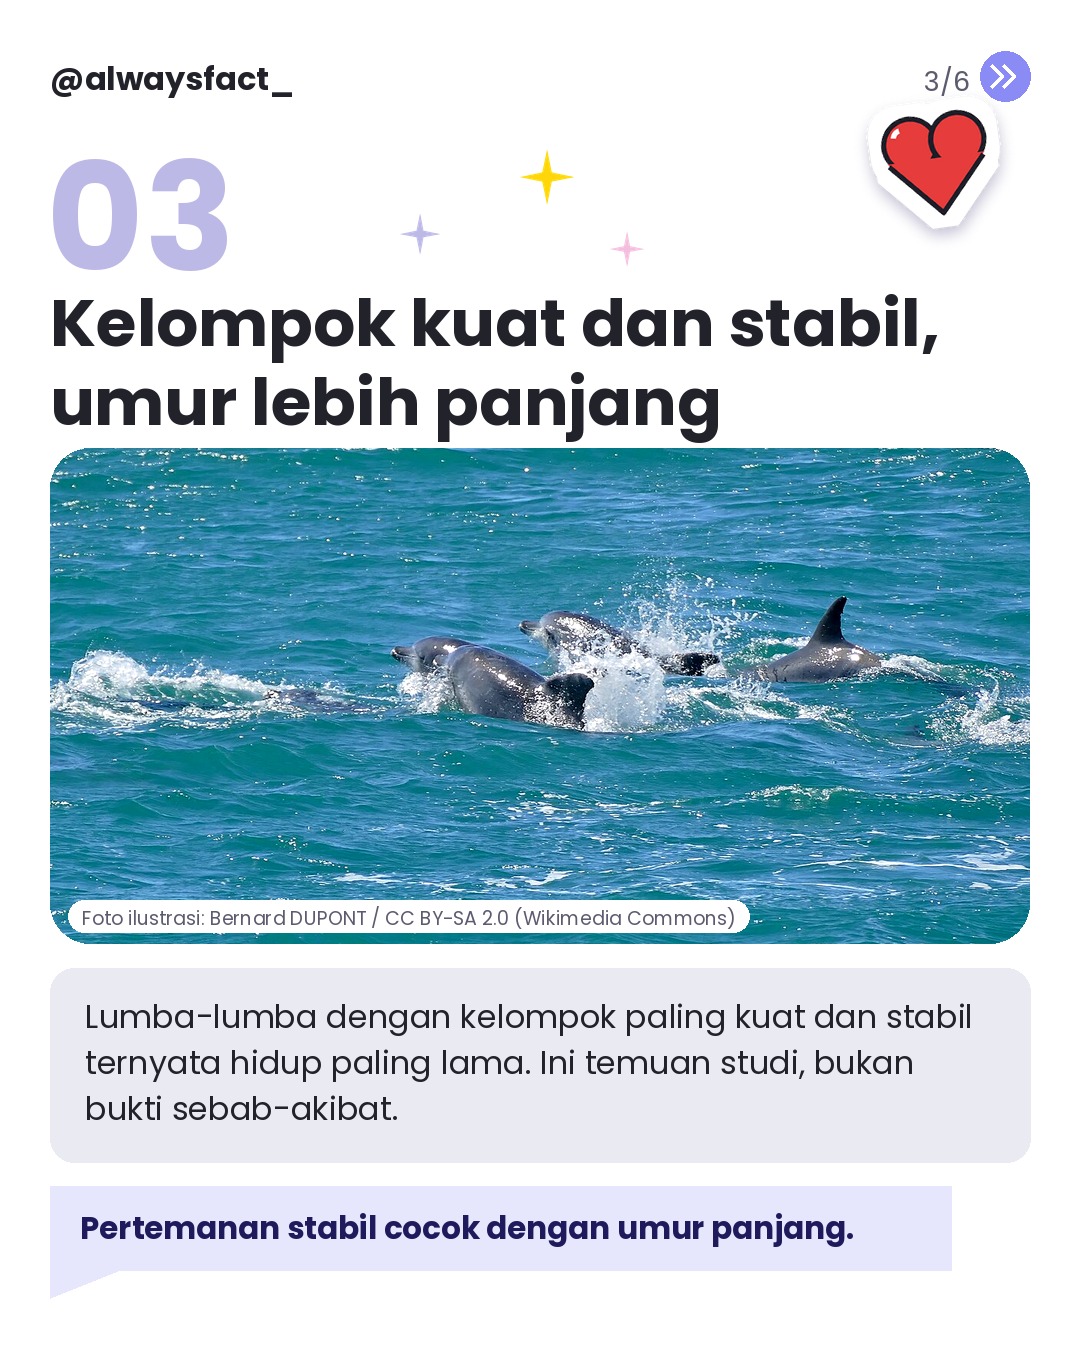 @alwaysfact_
3/6
03
Kelompok kuat dan stabil,
umur lebih panjang
Foto ilustrasi: Bernard DUPONT / CC BY-SA 2.0 (Wikimedia Commons)
Lumba-lumba dengan kelompok paling kuat dan stabil
ternyata hidup paling lama. Ini temuan studi, bukan
bukti sebab-akibat.
Pertemanan stabil cocok dengan umur panjang.